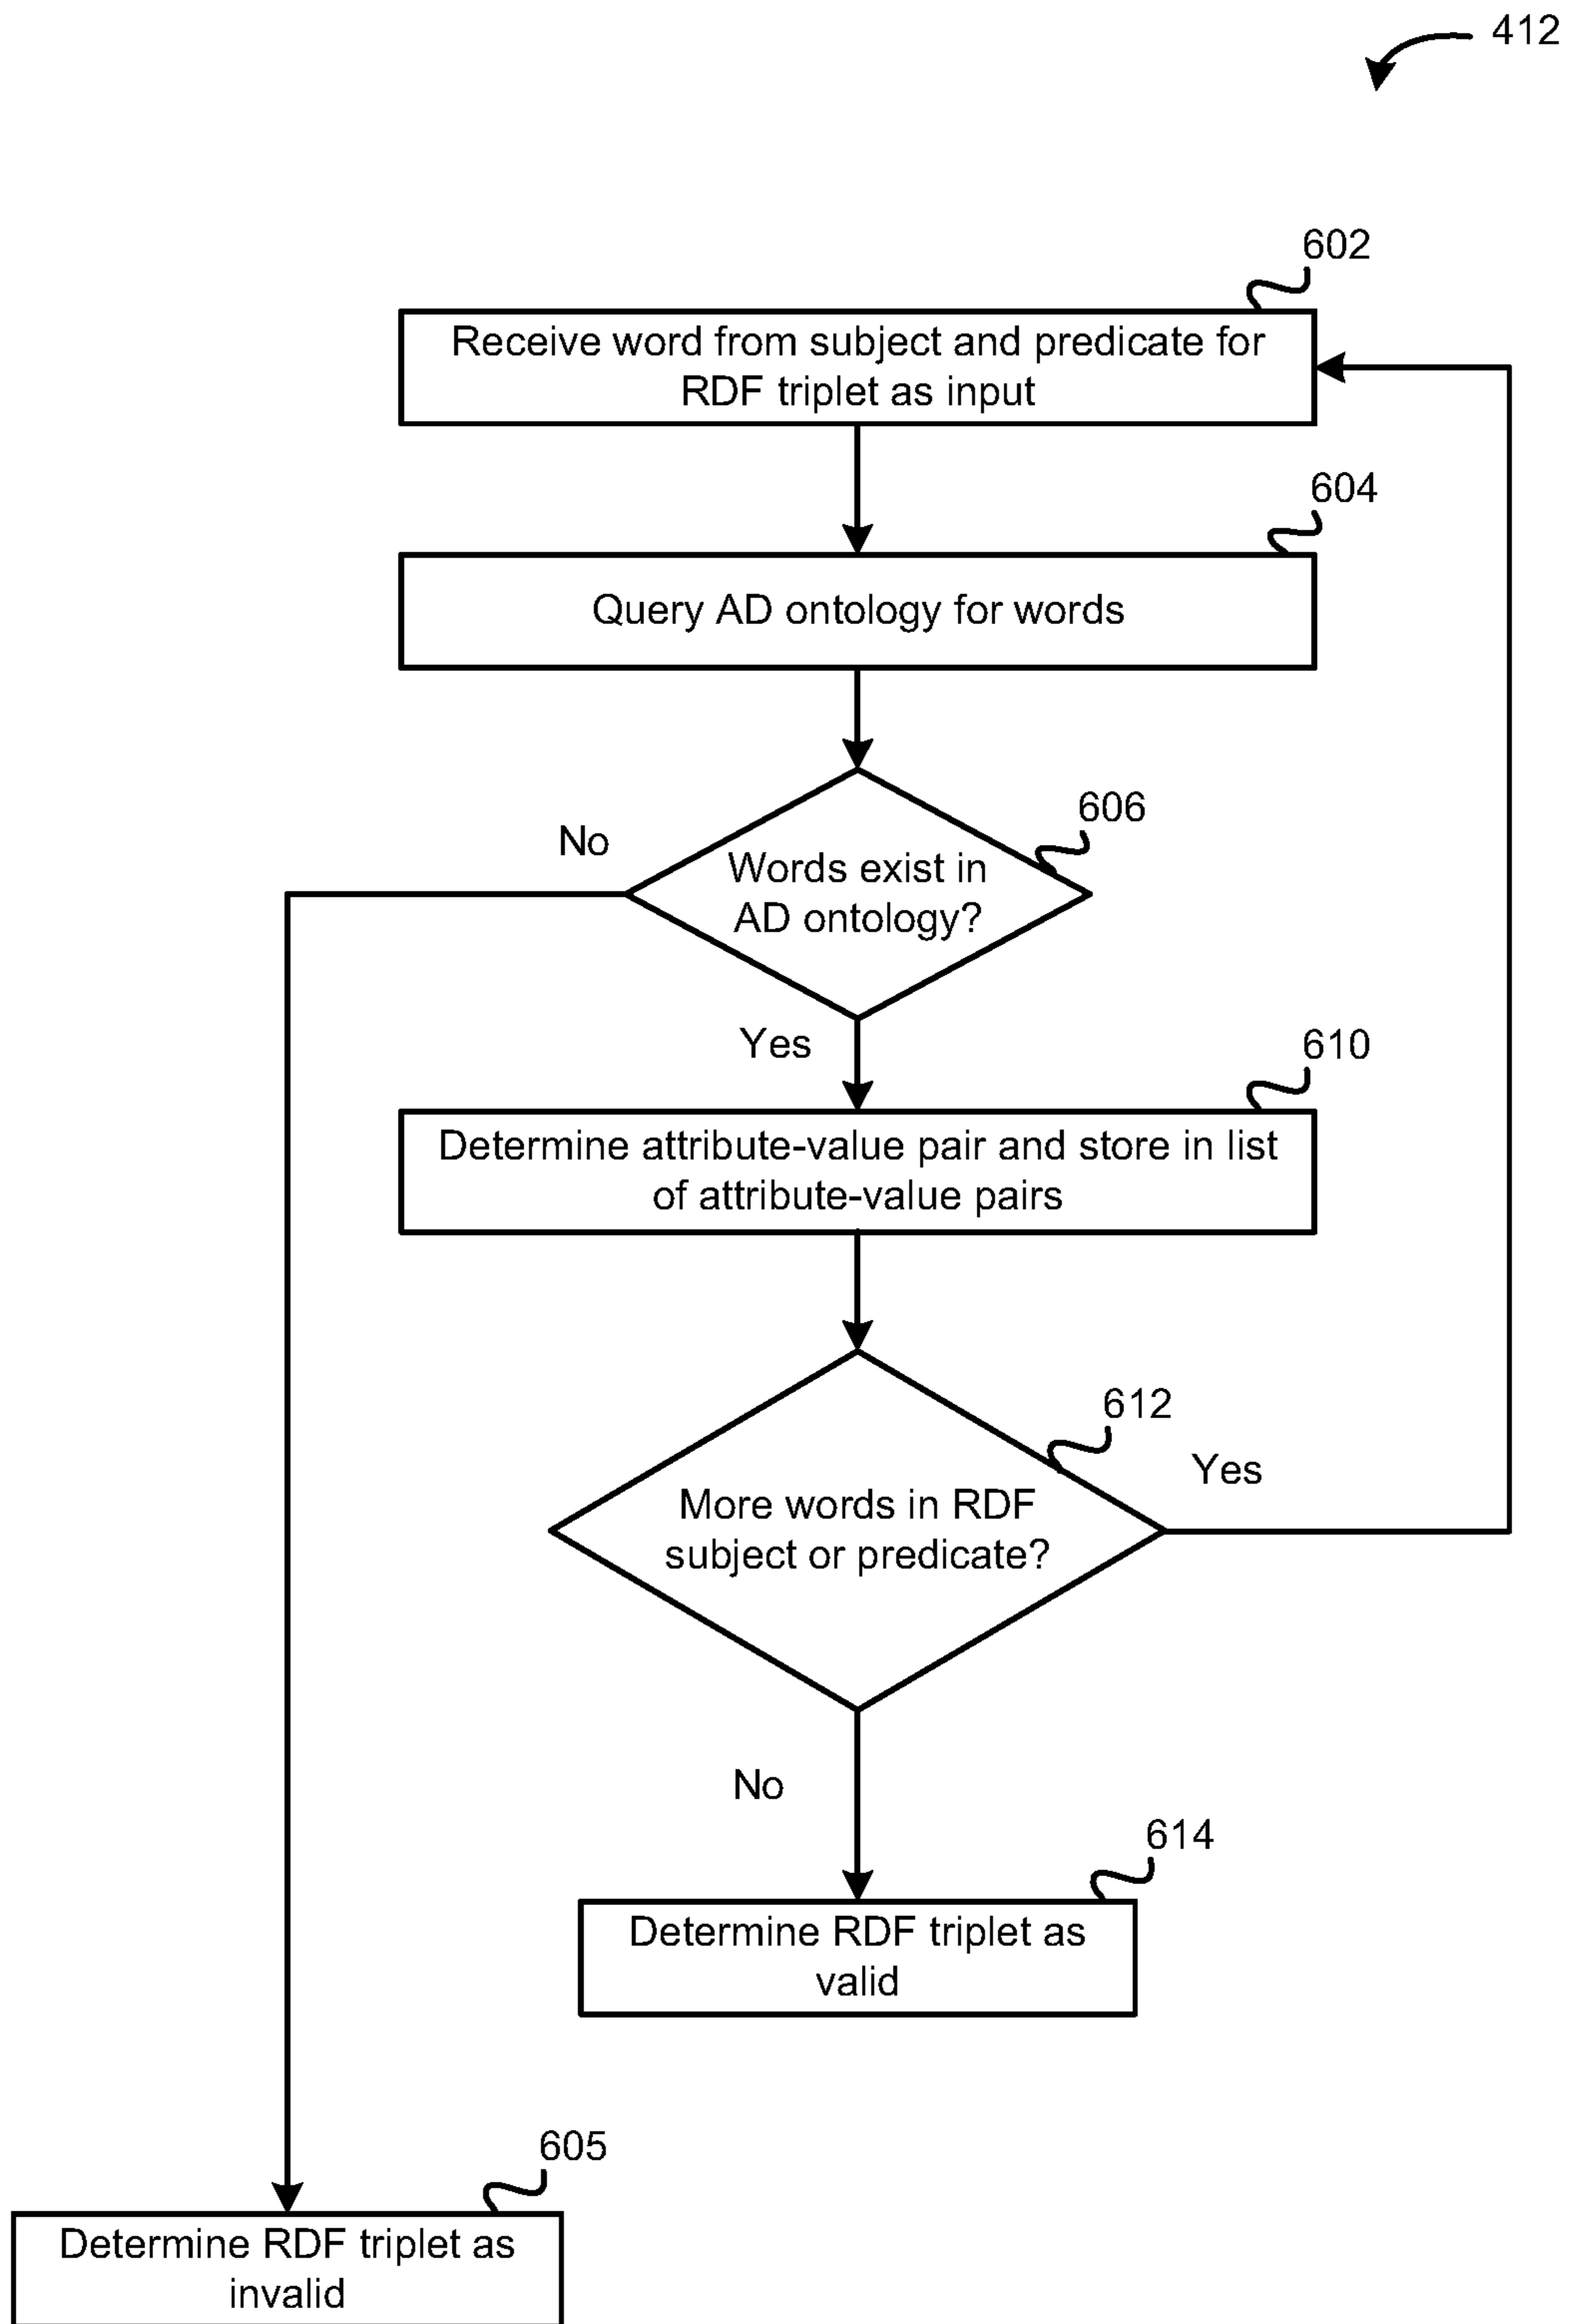 412
602
Receive word from subject and predicate for
RDF triplet as input
604
Query AD ontology for words
606
No
Words exist in
AD ontology?
Yes
610
Determine attribute-value pair and store in list
of attribute-value pairs
612
Yes
More words in RDF
subject or predicate?
No
614
Determine RDF triplet as
valid
605
Determine RDF triplet as
invalid